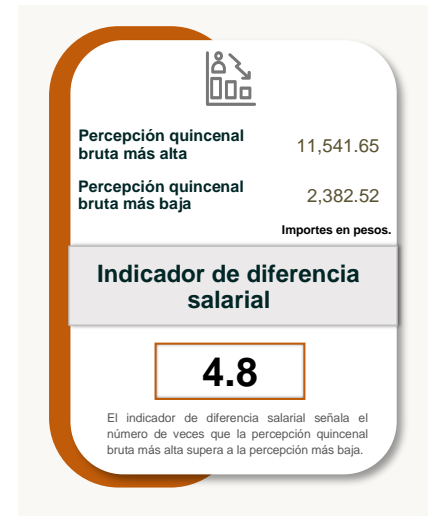 Percepción quincenal
bruta más alta
11,541.65
Percepción quincenal
bruta más baja
2,382.52
Importes en pesos.
Indicador de diferencia
salarial
4.8
El indicador de diferencia salarial señala el
número de veces que la percepción quincenal
bruta más alta supera a la percepción más baja.